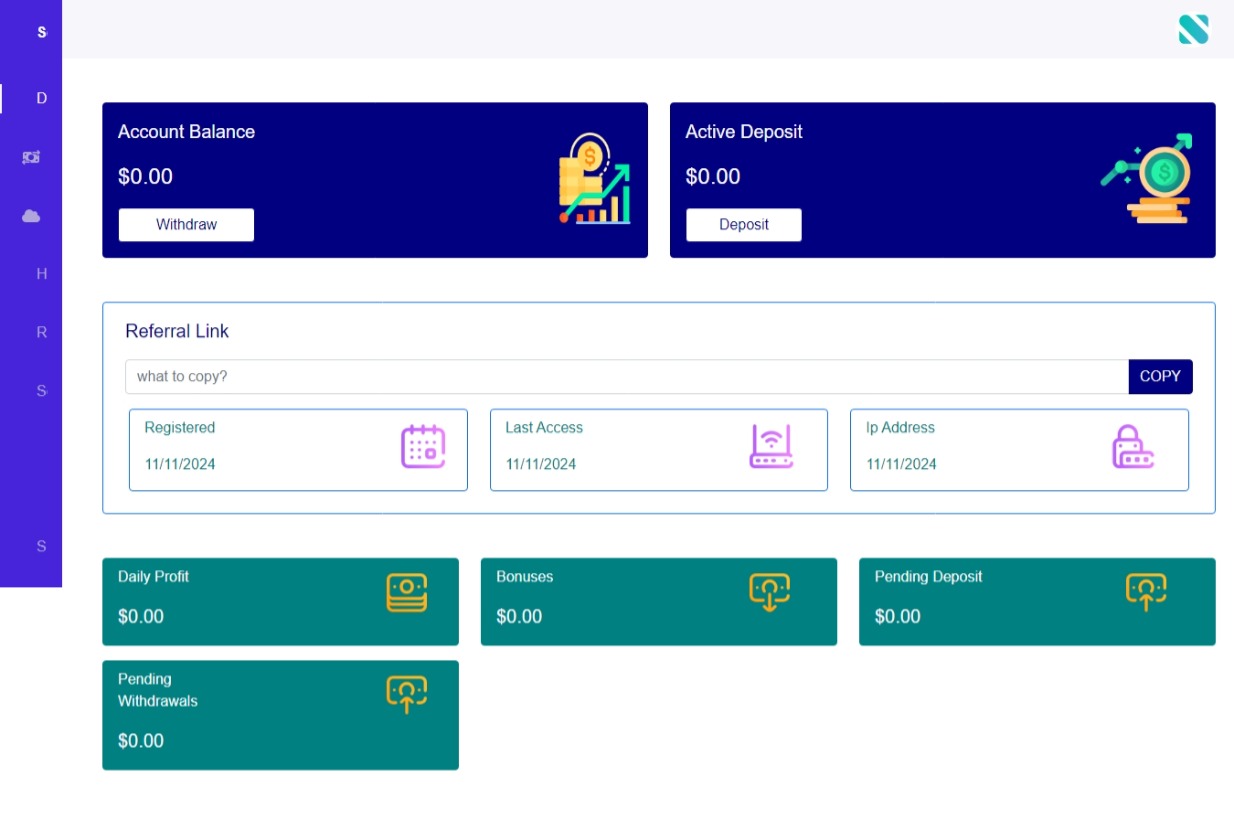 S
D
H
R
S
S
Account Balance
$0.00
Withdraw
Active Deposit
$0.00
Deposit
Referral Link
what to copy?
COPY
Registered
11/11/2024
Last Access
11/11/2024
Ip Address
11/11/2024
Daily Profit
$0.00
Bonuses
$0.00
Pending Deposit
$0.00
Pending
Withdrawals
$0.00